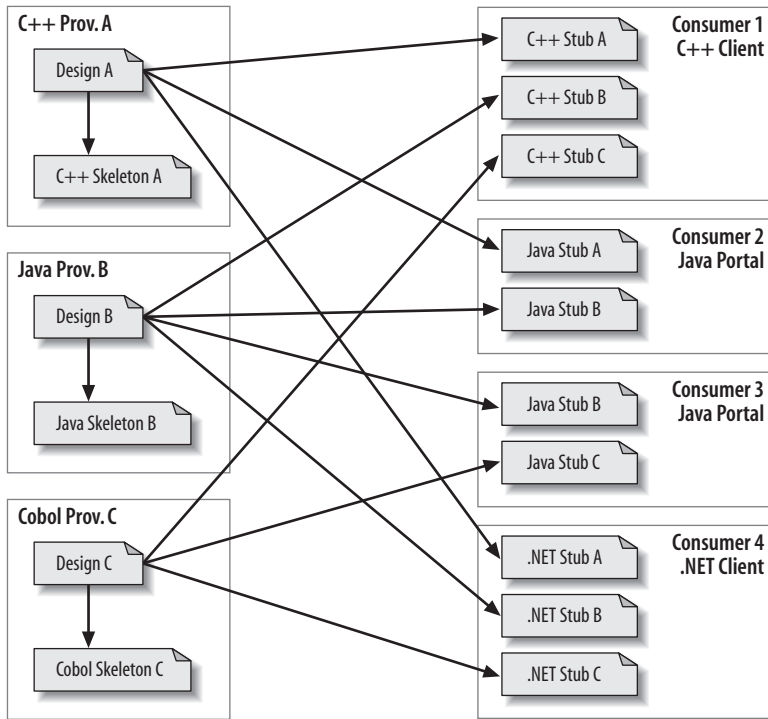 C++ Prov. A
Design A
C++ Skeleton A
Java Prov. B
Design B
Java Skeleton B
Cobol Prov. C
Design C
Cobol Skeleton C
Consumer 1
C++ Client
C++ Stub A
C++ Stub B
C++ Stub C
Consumer 2
Java Portal
Java Stub A
Java Stub B
Consumer 3
Java Portal
Java Stub B
Java Stub C
Consumer 4
.NET Client
.NET Stub A
.NET Stub B
.NET Stub C